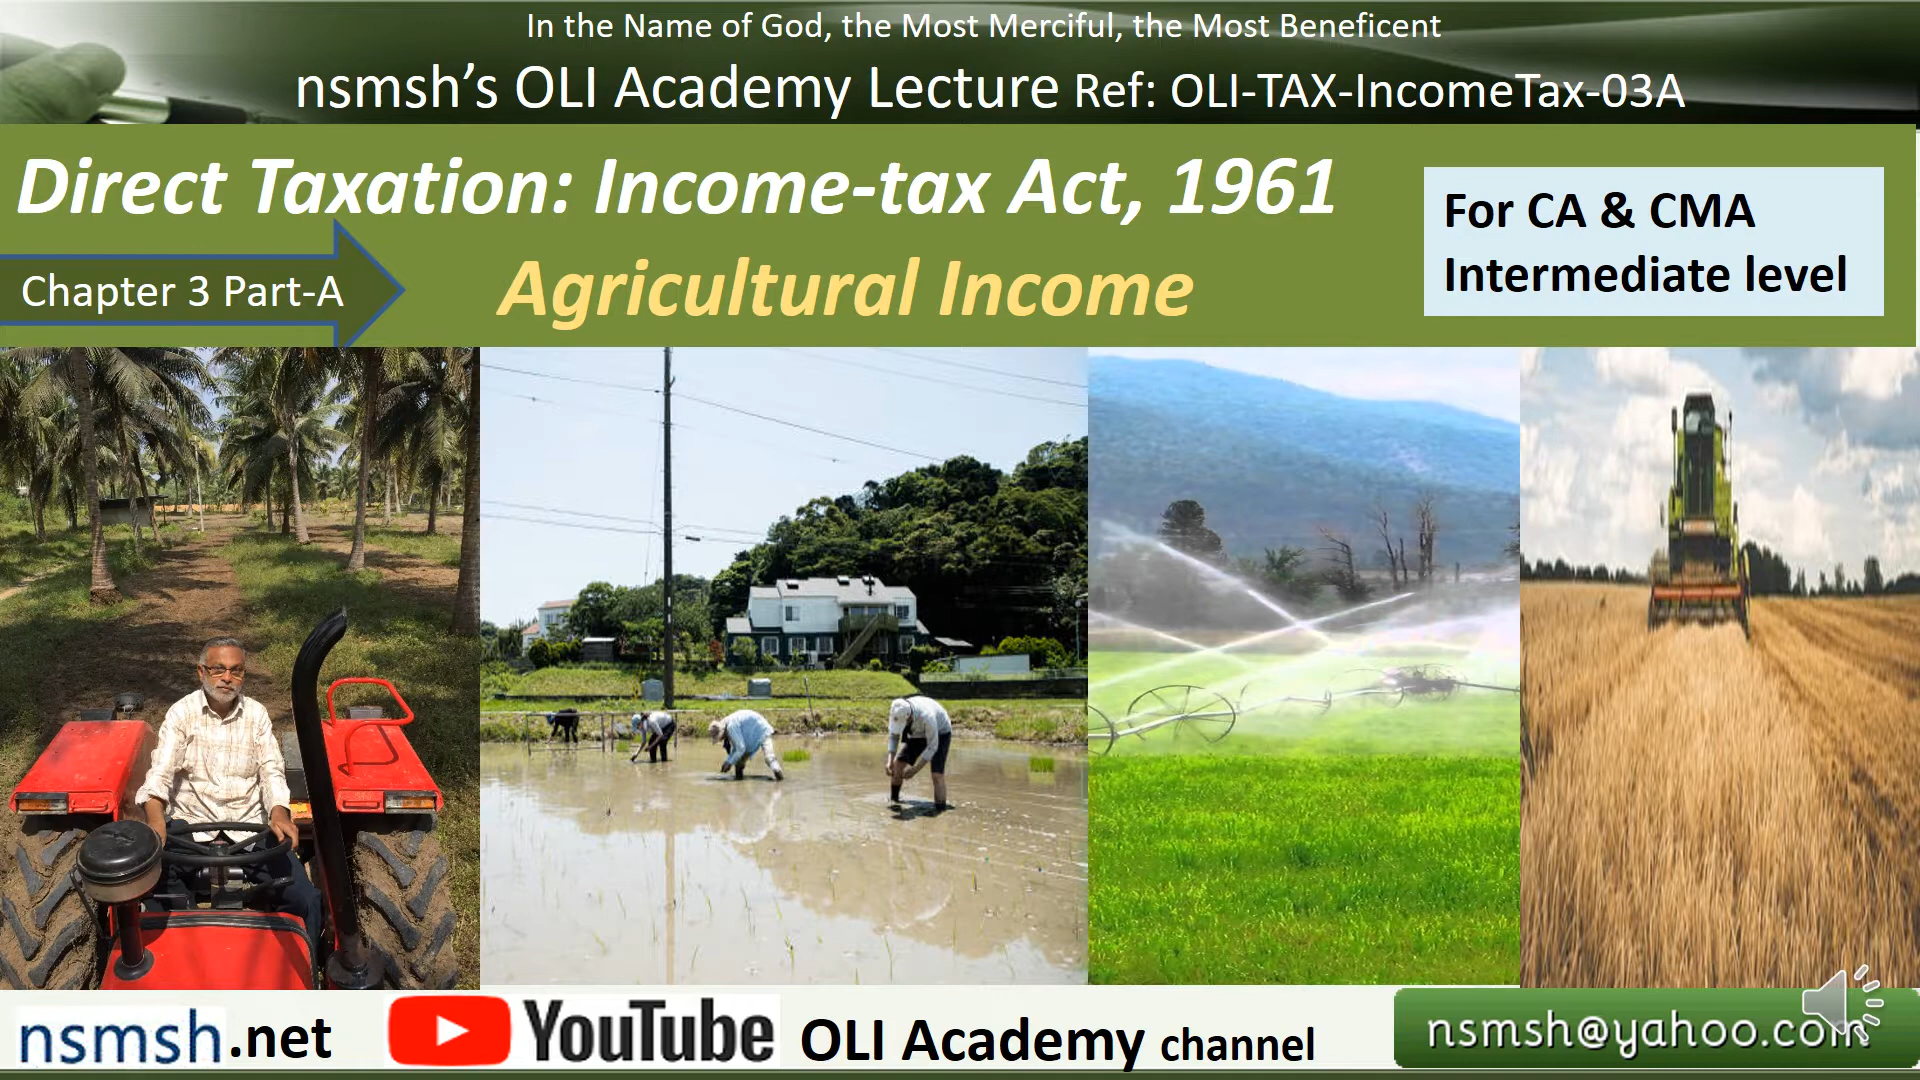 In the Name of God, the Most Merciful, the Most Beneficent
nsmsh’s OLI Academy Lecture Ref: OLI-TAX-IncomeTax-03A
Direct Taxation: Income-tax Act, 1961
For CA & CMA
Intermediate level
Chapter 3 Part-A
Agricultural Income
nsmsh.net
YouTube
OLI Academy channel
nsmsh@yahoo.com